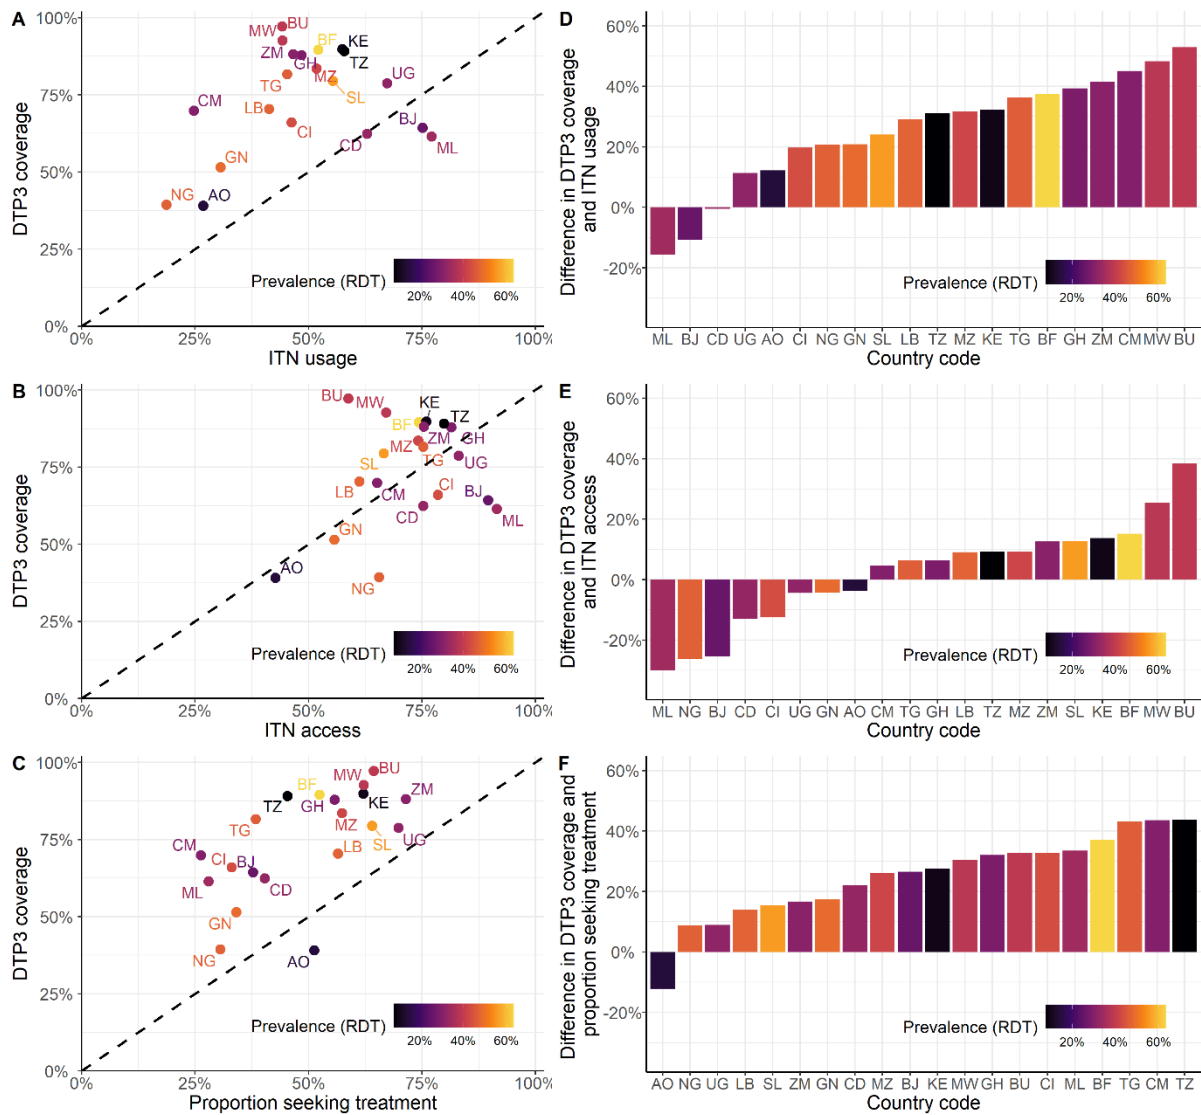 A
100%
75%
50%
25%
0%
DTP3 coverage
BU
MW
BF
KE
TZ
ZM
GH
MZ
UG
TG
SL
CM
LB
CI
BJ
CD
ML
GN
NG
AO
Prevalence (RDT)
20% 40% 60%
0% 25% 50% 75% 100%
ITN usage
D
60%
40%
20%
0%
-20%
Difference in DTP3 coverage
and ITN usage
Prevalence (RDT)
20% 40% 60%
ML BJ CD UG AO CI NG GN SL LB TZ MZ KE TG BF GH ZM CM MW BU
Country code
B
100%
75%
50%
25%
0%
DTP3 coverage
BU
MW
KE
TZ
BF
ZM
GH
MZ
TG
SL
UG
LB
CM
CI
BJ
CD
ML
GN
AO
NG
Prevalence (RDT)
20% 40% 60%
0% 25% 50% 75% 100%
ITN access
E
60%
40%
20%
0%
-20%
Difference in DTP3 coverage
and ITN access
Prevalence (RDT)
20% 40% 60%
ML NG BJ CD CI UG GN AO CM TG GH LB TZ MZ ZM SL KE BF MW BU
Country code
C
100%
75%
50%
25%
0%
DTP3 coverage
BU
MW
BF
ZM
TZ
GH
KE
TG
MZ
SL
UG
LB
CM
CI
BJ
ML
CD
GN
NG
AO
Prevalence (RDT)
20% 40% 60%
0% 25% 50% 75% 100%
Proportion seeking treatment
F
60%
40%
20%
0%
-20%
Difference in DTP3 coverage and
proportion seeking treatment
Prevalence (RDT)
20% 40% 60%
AO NG UG LB SL ZM GN CD MZ BJ KE MW GH BU CI ML BF TG CM TZ
Country code